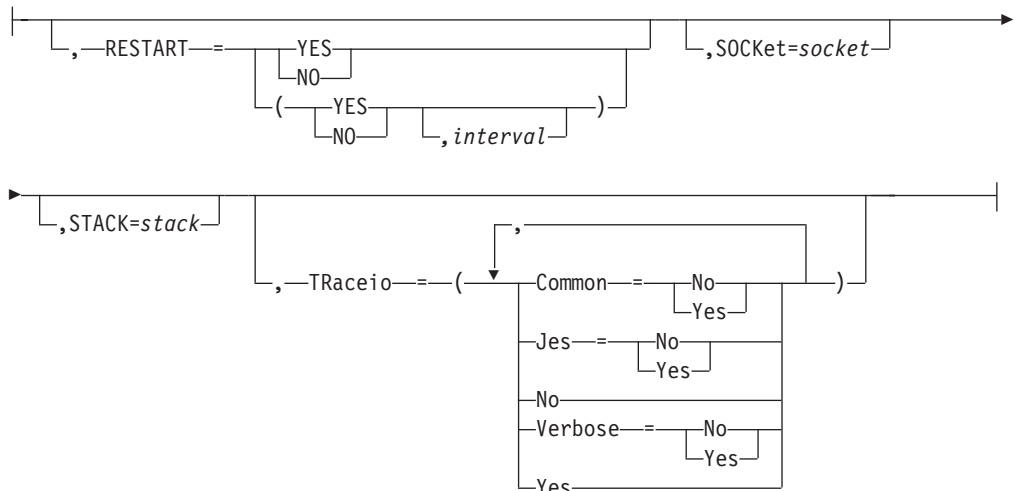 ,—RESTART—=—YES ,SOCKet=socket
NO
(—YES—)
NO ,interval
,STACK=stack
,
,—TRaceio—=—(—Common—=—No—)
Yes
Jes—=—No
Yes
No
Verbose—=—No
Yes
Yes